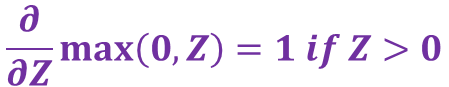 ∂/∂Z max(0, Z) = 1 if Z > 0